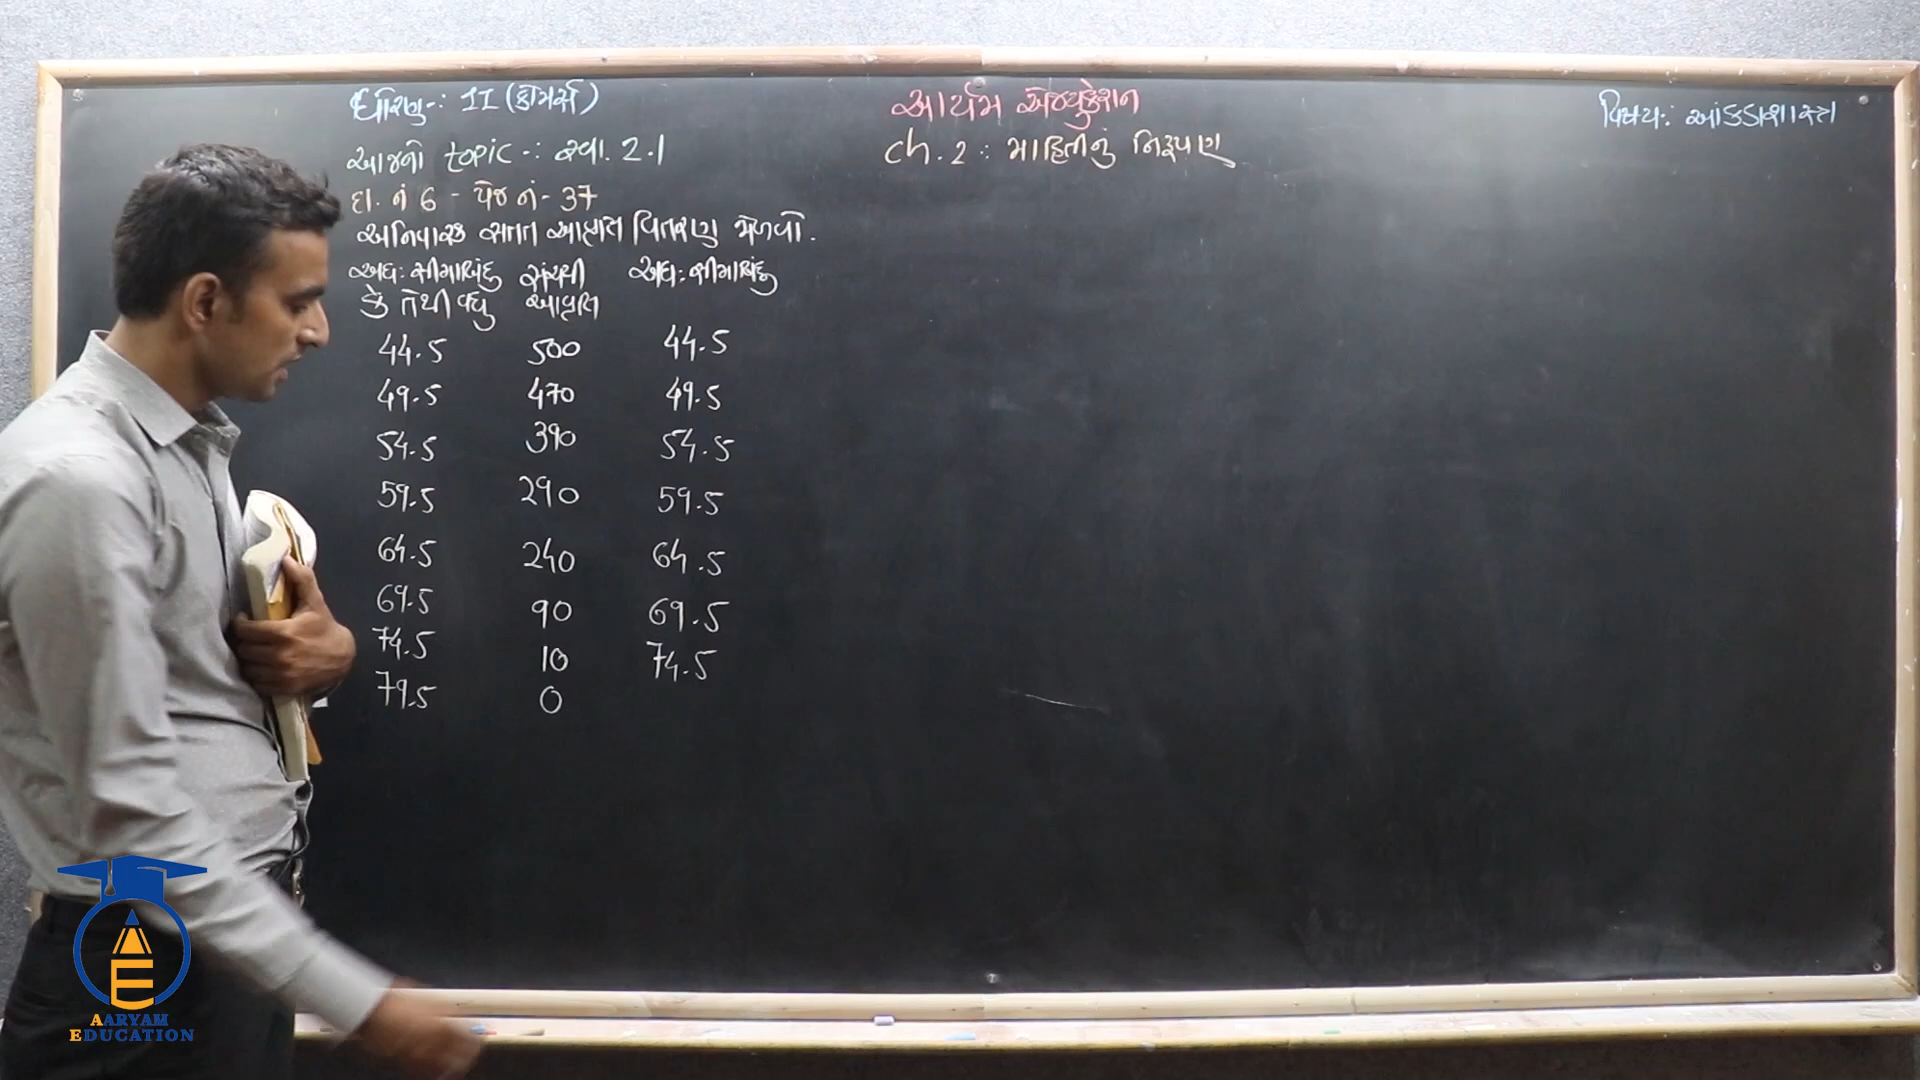 ધોરણ-: 11 (કોમર્સ)
આર્યમ એજ્યુકેશન
વિષય: આંકડાશાસ્ત્ર
આજનો topic-: સ્વા. 2.1
ch. 2 : માહિતીનું નિરૂપણ
દા. નં 6 - પેજ નં- 37
અનિવારક સતત આવૃત્તિ વિતરણ મેળવો.
અધ: સીમાબિંદુ સંચયી અધ: સીમાબિંદુ
કે તેથી વધુ આવૃત્તિ
44.5 500 44.5
49.5 470 49.5
54.5 390 54.5
59.5 290 59.5
64.5 240 64.5
69.5 90 69.5
74.5 10 74.5
79.5 0
AARYAM
EDUCATION